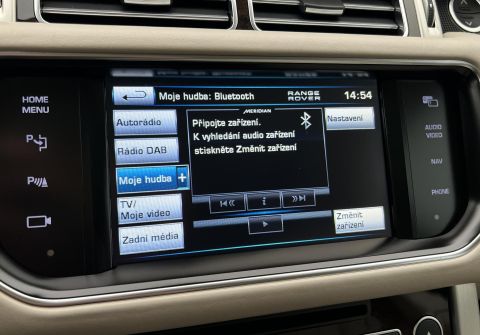 HOME
MENU
Moje hudba: Bluetooth
RANGE
ROVER
14:54
Autorádio
Rádio DAB
Moje hudba +
TV/
Moje video
Zadní média
MERIDIAN
Připojte zařízení.
K vyhledání audio zařízení
stiskněte Změnit zařízení
i
Nastavení
Změnit
zařízení
AUDIO
VIDEO
NAV
PHONE